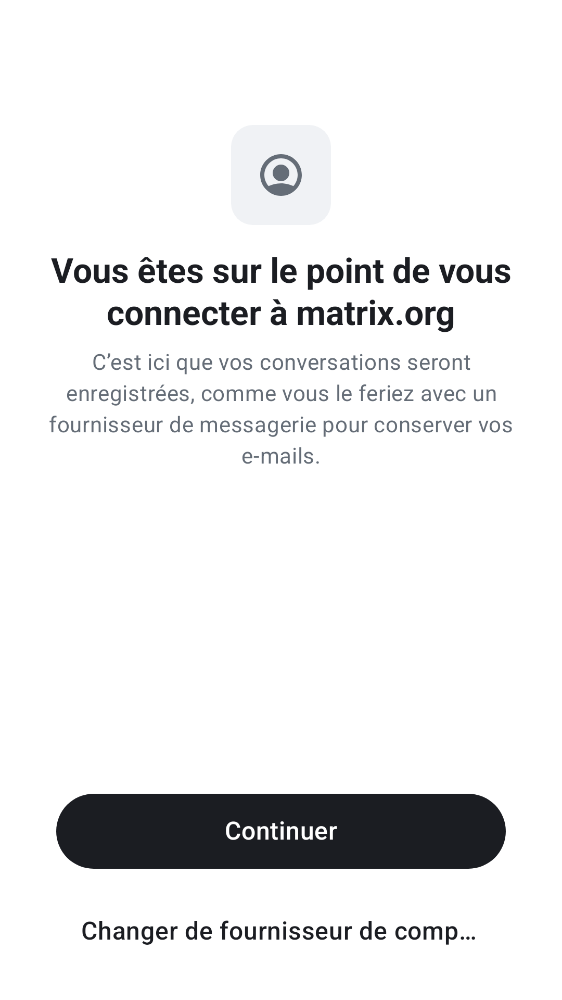 Vous êtes sur le point de vous
connecter à matrix.org
C’est ici que vos conversations seront
enregistrées, comme vous le feriez avec un
fournisseur de messagerie pour conserver vos
e-mails.
Continuer
Changer de fournisseur de comp…